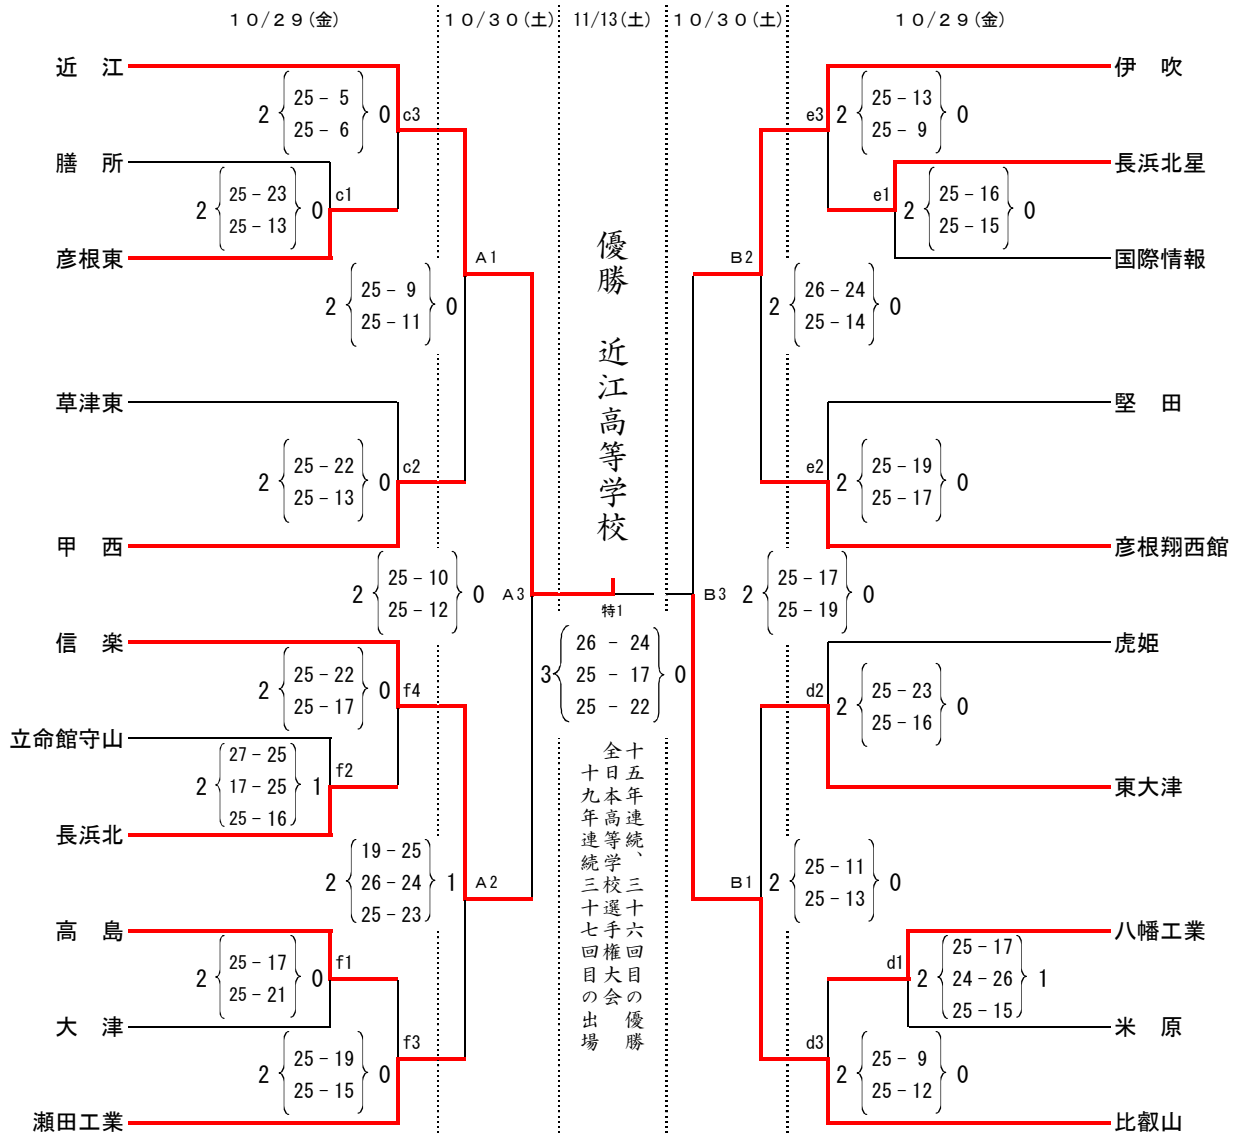 １０/２９(金)
１０/３０(土)
11/13(土)
１０/３０(土)
１０/２９(金)
近　江
2 25 - 5 0 c3
25 - 6
膳　所
2 25 - 23 0 c1
25 - 13
彦根東
A1
2 25 - 9 0
25 - 11
草津東
2 25 - 22 0 c2
25 - 13
甲　西
2 25 - 10 0 A3
25 - 12
信　楽
2 25 - 22 0 f4
25 - 17
立命館守山
27 - 25 f2
2 17 - 25 1
25 - 16
長浜北
19 - 25
2 26 - 24 1 A2
25 - 23
高　島
2 25 - 17 0 f1
25 - 21
大　津
f3
2 25 - 19 0
25 - 15
瀬田工業
優勝　近江高等学校
特1
26 - 24
3 25 - 17 0
25 - 22
十五年連続、三十六回目の優勝
全日本高等学校選手権大会
十九年連続三十七回目の出場
伊　吹
e3 2 25 - 13 0
25 - 9
長浜北星
e1 2 25 - 16 0
25 - 15
国際情報
B2
2 26 - 24 0
25 - 14
堅　田
e2 2 25 - 19 0
25 - 17
彦根翔西館
B3 2 25 - 17 0
25 - 19
虎姫
d2 2 25 - 23 0
25 - 16
東大津
B1 2 25 - 11 0
25 - 13
八幡工業
d1 25 - 17
2 24 - 26 1
25 - 15
米　原
d3
2 25 - 9 0
25 - 12
比叡山